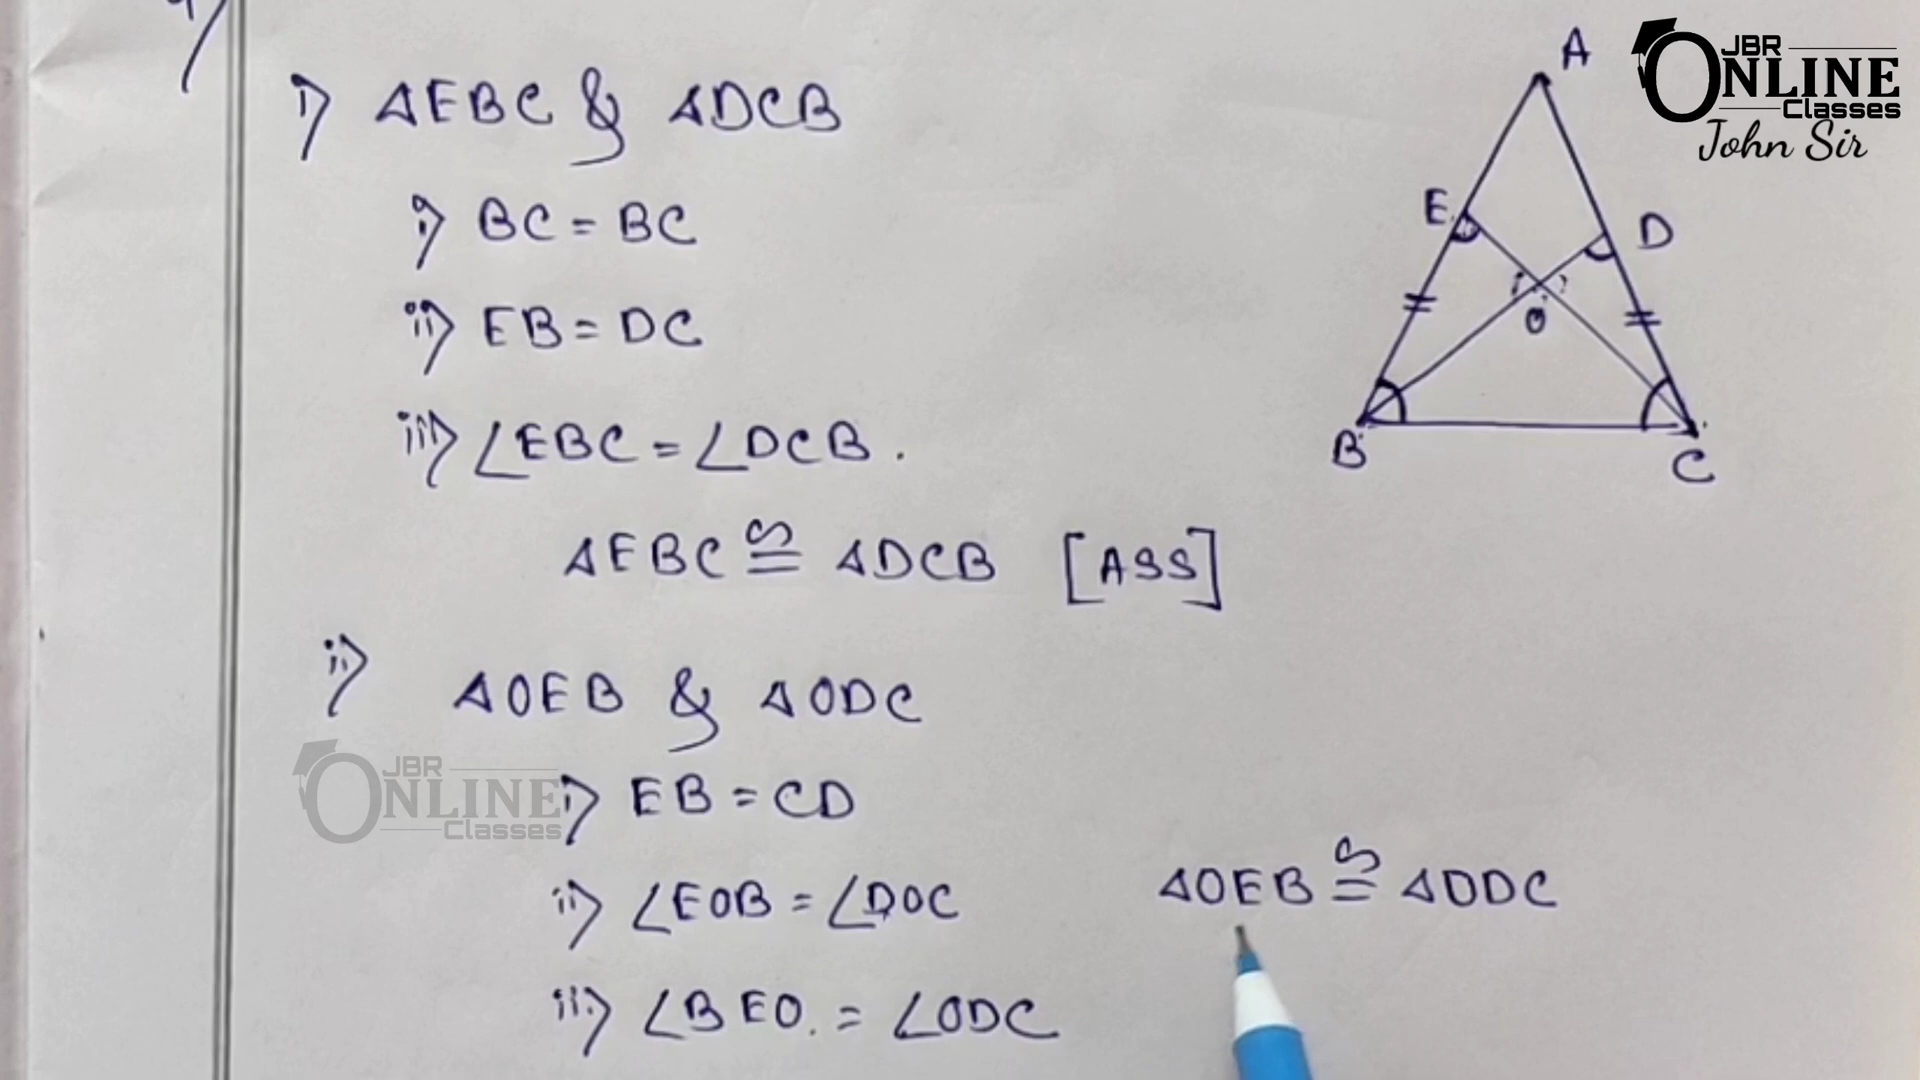 i) ΔEBC & ΔDCB
i) BC = BC
ii) EB = DC
iii) ∠EBC = ∠DCB.
ΔEBC ≅ ΔDCB [ASS]
ii) ΔOEB & ΔODC
i) EB = CD
ii) ∠EOB = ∠DOC
iii) ∠BEO. = ∠ODC
ΔOEB ≅ ΔODC
A
E
D
O
B
C
JBR
ONLINE
Classes
John Sir
JBR
ONLINE
Classes